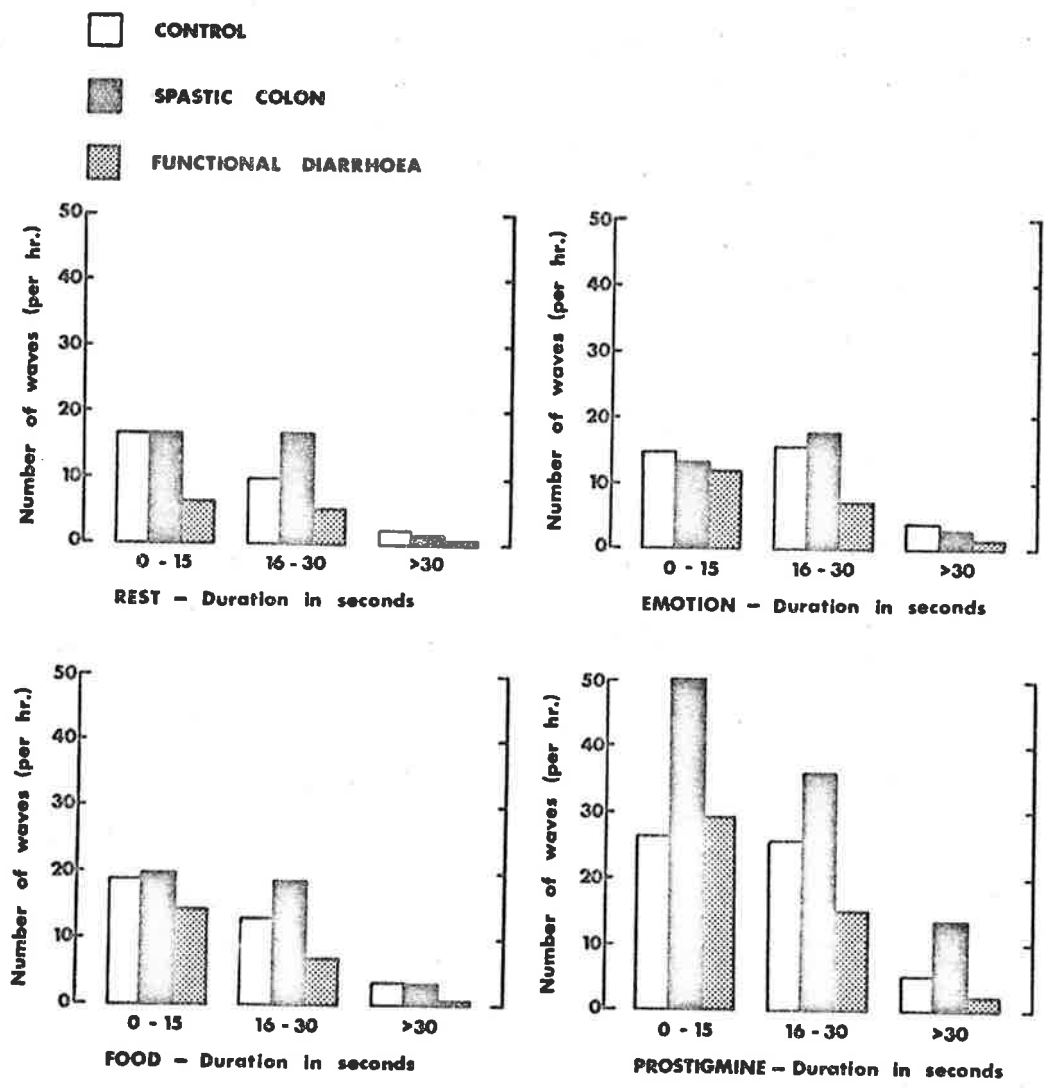 CONTROL
SPASTIC COLON
FUNCTIONAL DIARRHOEA
Number of waves (per hr.)
50
40
30
20
10
0
0 - 15 16 - 30 >30
REST - Duration in seconds
Number of waves (per hr.)
50
40
30
20
10
0
0 - 15 16 - 30 >30
EMOTION - Duration in seconds
Number of waves (per hr.)
50
40
30
20
10
0
0 - 15 16 - 30 >30
FOOD - Duration in seconds
Number of waves (per hr.)
50
40
30
20
10
0
0 - 15 16 - 30 >30
PROSTIGMINE - Duration in seconds